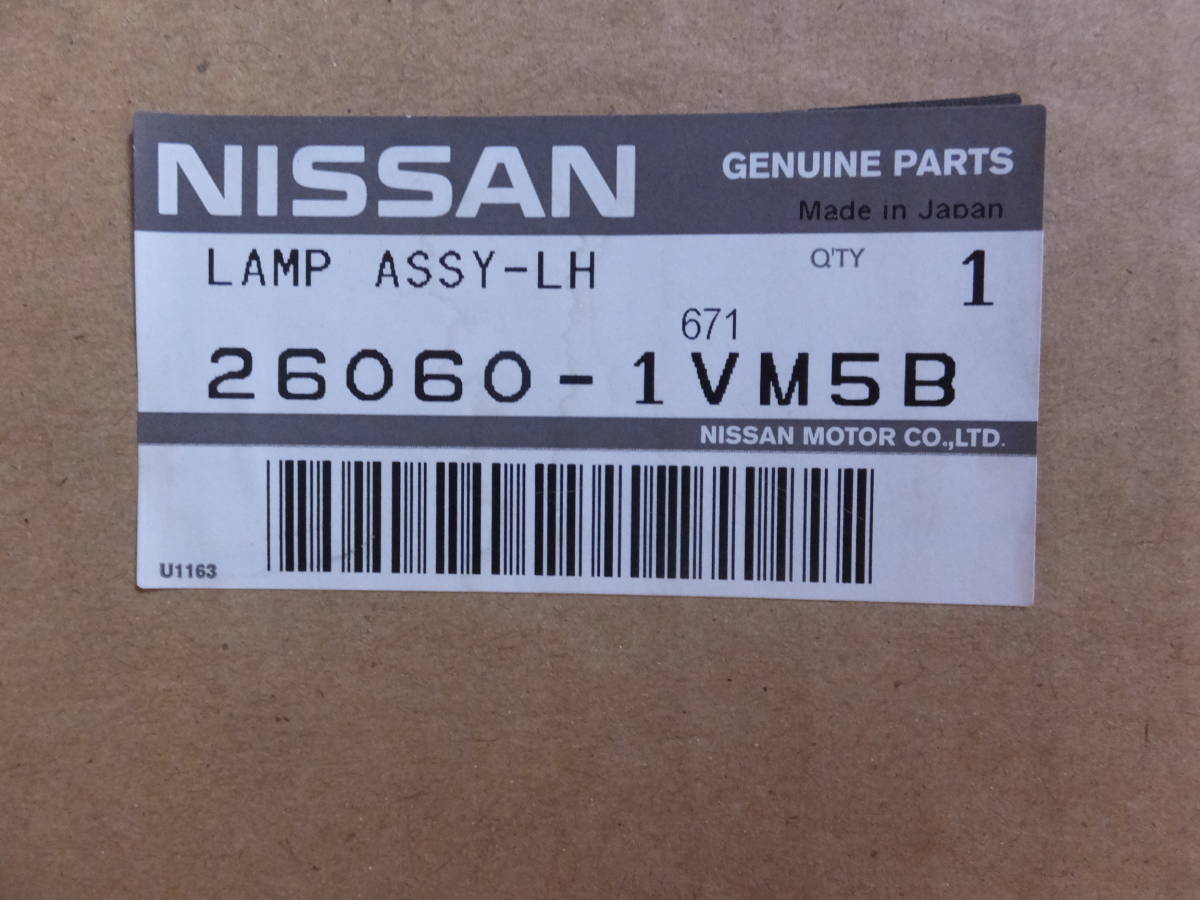 NISSAN
GENUINE PARTS
Made in Japan
LAMP ASSY-LH
Q'TY 1
671
26060-1VM5B
NISSAN MOTOR CO.,LTD.
U1163